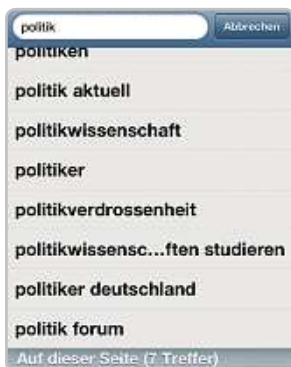 politik
Abbrechen
politiken
politik aktuell
politikwissenschaft
politiker
politikverdrossenheit
politikwissensc...ften studieren
politiker deutschland
politik forum
Auf dieser Seite (7 Treffer)